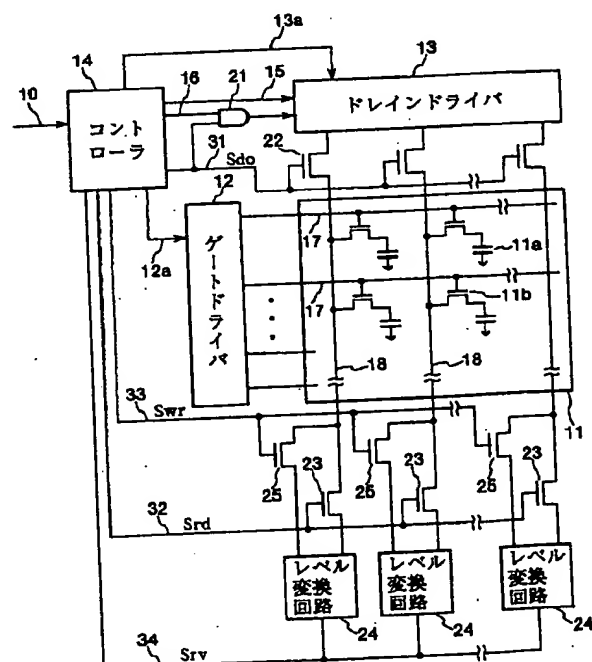 13a
14
16
15
21
13
10
コント
ローラ
ドレインドライバ
31
Sdo
22
12
12a
ゲートドライバ
17
11a
17
11b
18
18
33
Swr
11
25
23
25
23
25
23
32
Srd
レベル
変換
回路
レベル
変換
回路
レベル
変換
回路
24
24
24
34
Srv